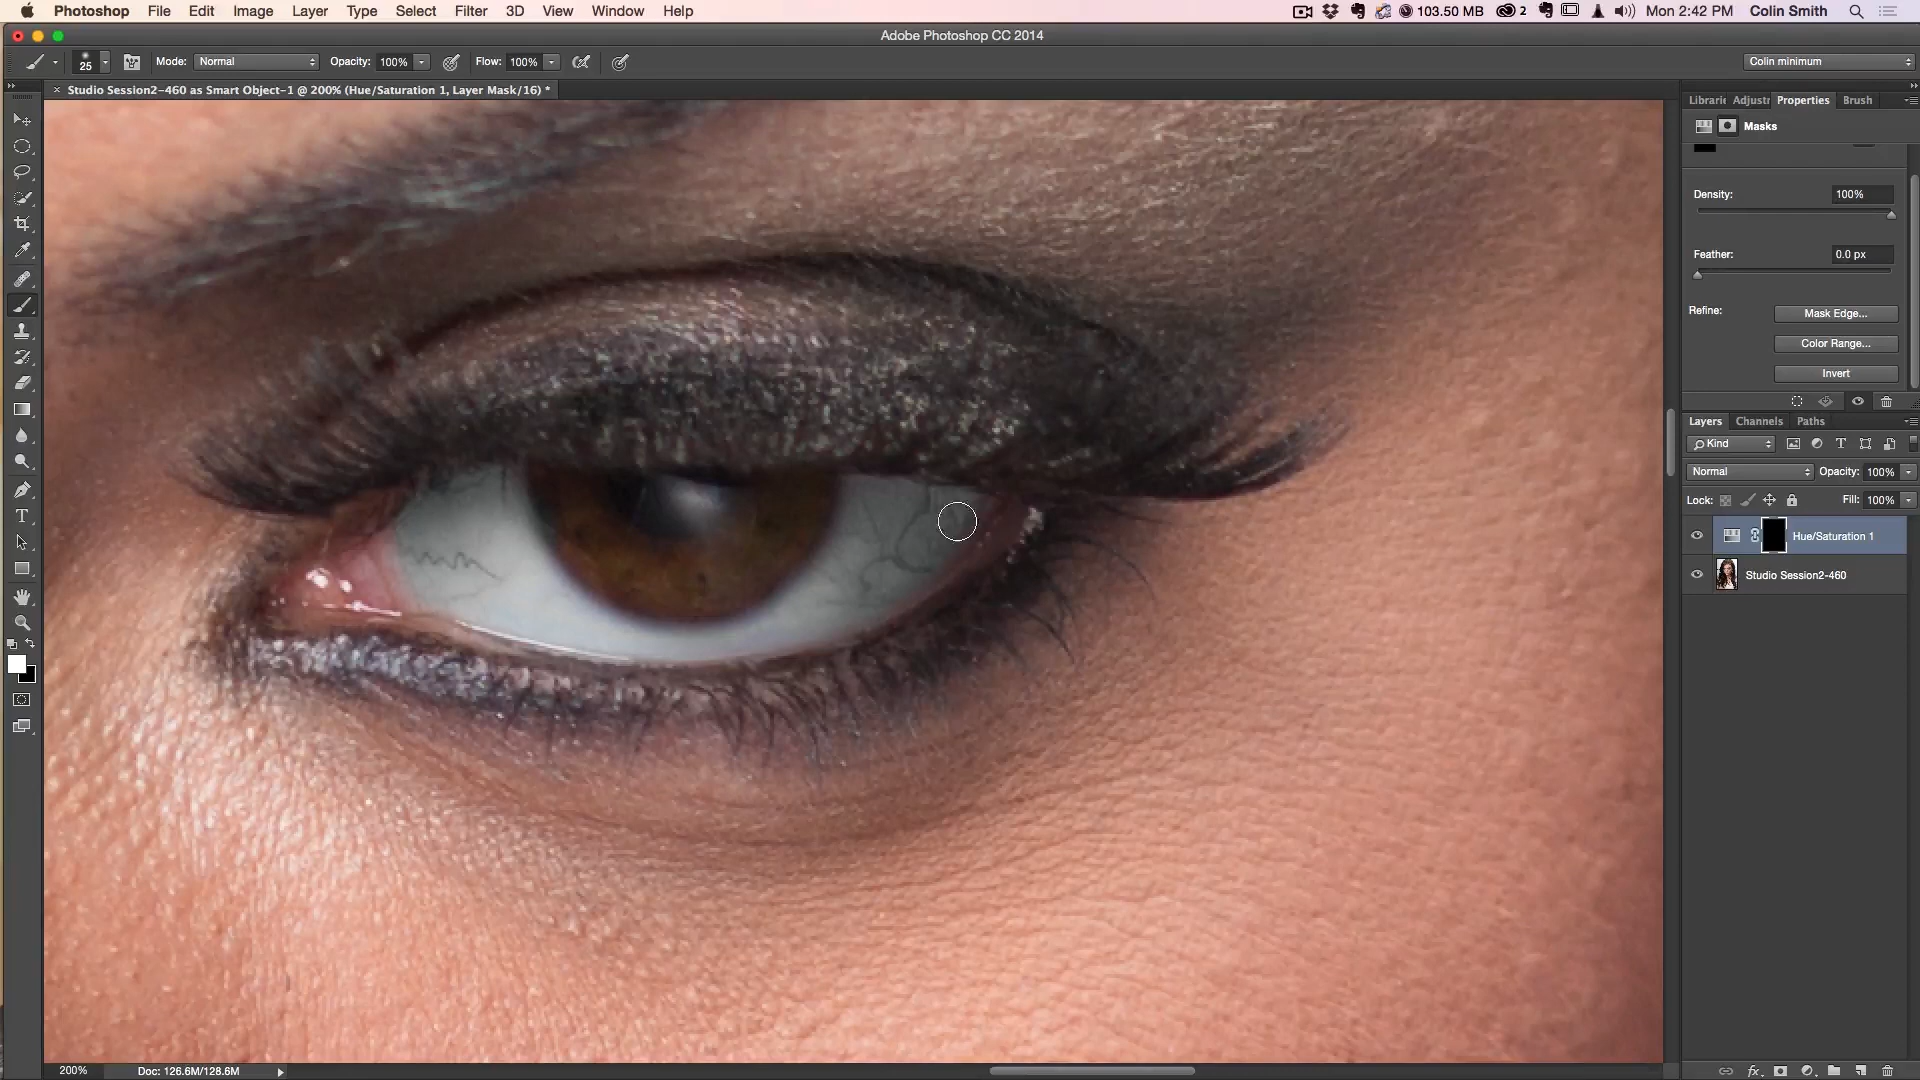 Photoshop File Edit Image Layer Type Select Filter 3D View Window Help 103.50 MB 2 Mon 2:42 PM Colin Smith
Adobe Photoshop CC 2014
25 Mode: Normal Opacity: 100% Flow: 100% Colin minimum
× Studio Session2-460 as Smart Object-1 @ 200% (Hue/Saturation 1, Layer Mask/16) *
Librari Adjustr Properties Brush
Masks
Density: 100%
Feather: 0.0 px
Refine: Mask Edge...
Color Range...
Invert
Layers Channels Paths
Kind T
Normal Opacity: 100%
Lock: Fill: 100%
Hue/Saturation 1
Studio Session2-460
T
200% Doc: 126.6M/128.6M
fx